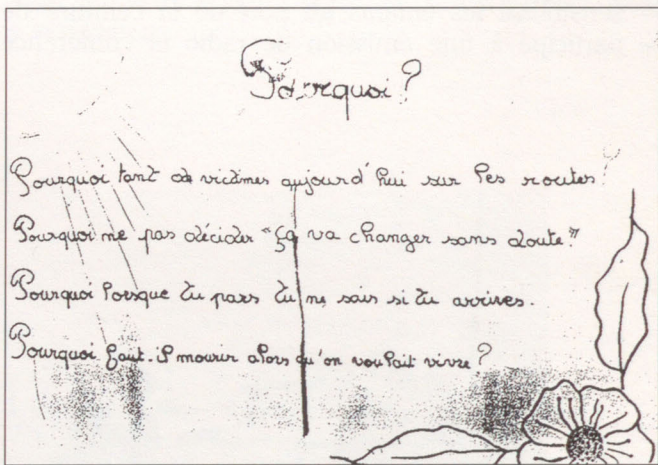 Pourquoi?
Pourquoi tant de victimes aujourd'hui sur les routes?
Pourquoi ne pas décider "ça va changer sans doute!"
Pourquoi lorsque tu pars tu ne sais si tu arrives.
Pourquoi faut-il mourir alors qu'on voulait vivre?